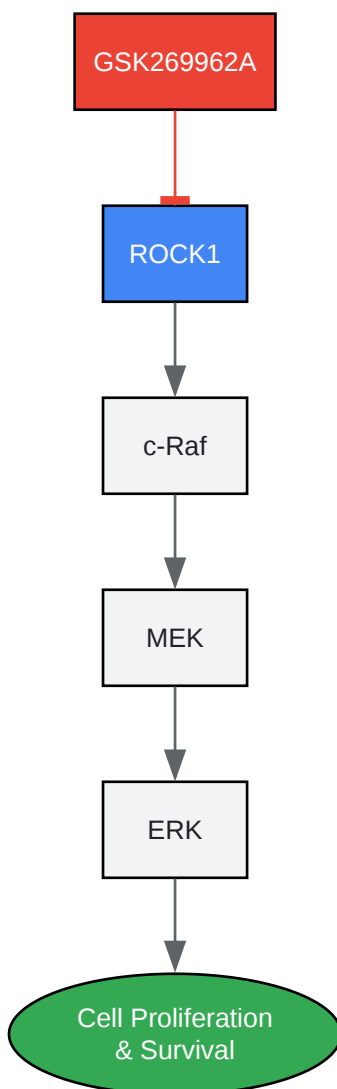 GSK269962A
ROCK1
c-Raf
MEK
ERK
Cell Proliferation
& Survival